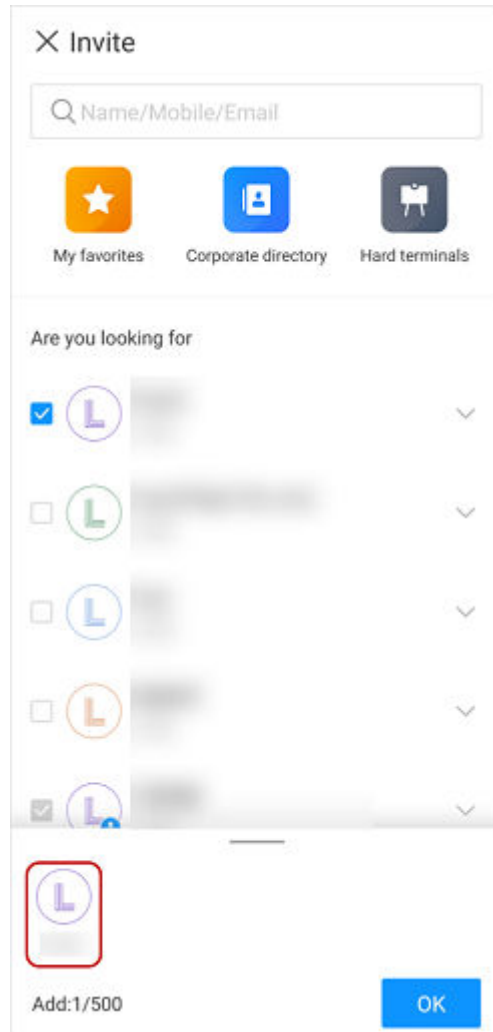 Invite
Name/Mobile/Email
My favorites
Corporate directory
Hard terminals
Are you looking for
L
L
L
L
L
L
Add:1/500
OK